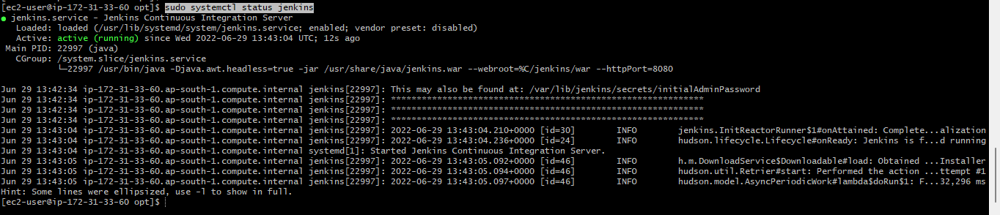 [ec2-user@ip-172-31-33-60 opt]$ sudo systemctl status jenkins
● jenkins.service - Jenkins Continuous Integration Server
   Loaded: loaded (/usr/lib/systemd/system/jenkins.service; enabled; vendor preset: disabled)
   Active: active (running) since Wed 2022-06-29 13:43:04 UTC; 12s ago
 Main PID: 22997 (java)
   CGroup: /system.slice/jenkins.service
           └─22997 /usr/bin/java -Djava.awt.headless=true -jar /usr/share/java/jenkins.war --webroot=%C/jenkins/war --httpPort=8080
Jun 29 13:42:34 ip-172-31-33-60.ap-south-1.compute.internal jenkins[22997]: This may also be found at: /var/lib/jenkins/secrets/initialAdminPassword
Jun 29 13:42:34 ip-172-31-33-60.ap-south-1.compute.internal jenkins[22997]: *************************************************************
Jun 29 13:42:34 ip-172-31-33-60.ap-south-1.compute.internal jenkins[22997]: *************************************************************
Jun 29 13:42:34 ip-172-31-33-60.ap-south-1.compute.internal jenkins[22997]: *************************************************************
Jun 29 13:43:04 ip-172-31-33-60.ap-south-1.compute.internal jenkins[22997]: 2022-06-29 13:43:04.210+0000 [id=30]        INFO        jenkins.InitReactorRunner$1#onAttained: Complete...alization
Jun 29 13:43:04 ip-172-31-33-60.ap-south-1.compute.internal jenkins[22997]: 2022-06-29 13:43:04.236+0000 [id=24]        INFO        hudson.lifecycle.Lifecycle#onReady: Jenkins is f...d running
Jun 29 13:43:04 ip-172-31-33-60.ap-south-1.compute.internal systemd[1]: Started Jenkins Continuous Integration Server.
Jun 29 13:43:05 ip-172-31-33-60.ap-south-1.compute.internal jenkins[22997]: 2022-06-29 13:43:05.092+0000 [id=46]        INFO        h.m.DownloadService$Downloadable#load: Obtained ...Installer
Jun 29 13:43:05 ip-172-31-33-60.ap-south-1.compute.internal jenkins[22997]: 2022-06-29 13:43:05.094+0000 [id=46]        INFO        hudson.util.Retrier#start: Performed the action ...ttempt #1
Jun 29 13:43:05 ip-172-31-33-60.ap-south-1.compute.internal jenkins[22997]: 2022-06-29 13:43:05.097+0000 [id=46]        INFO        hudson.model.AsyncPeriodicWork#lambda$doRun$1: F...32,296 ms
Hint: Some lines were ellipsized, use -l to show in full.
[ec2-user@ip-172-31-33-60 opt]$